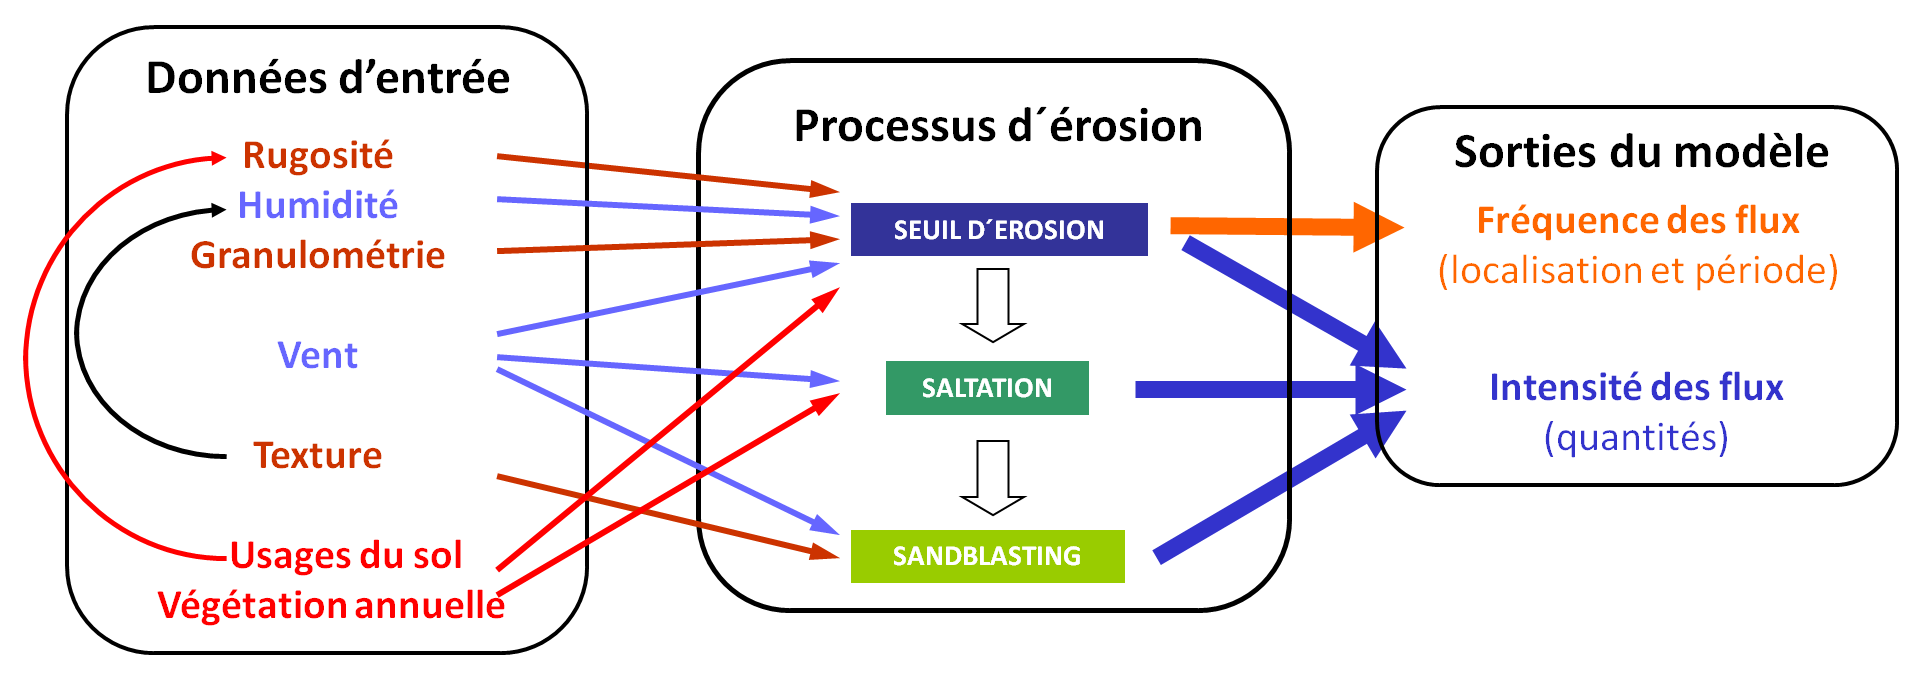 Données d’entrée
Rugosité
Humidité
Granulométrie
Vent
Texture
Usages du sol
Végétation annuelle
Processus d´érosion
SEUIL D´EROSION
SALTATION
SANDBLASTING
Sorties du modèle
Fréquence des flux
(localisation et période)
Intensité des flux
(quantités)